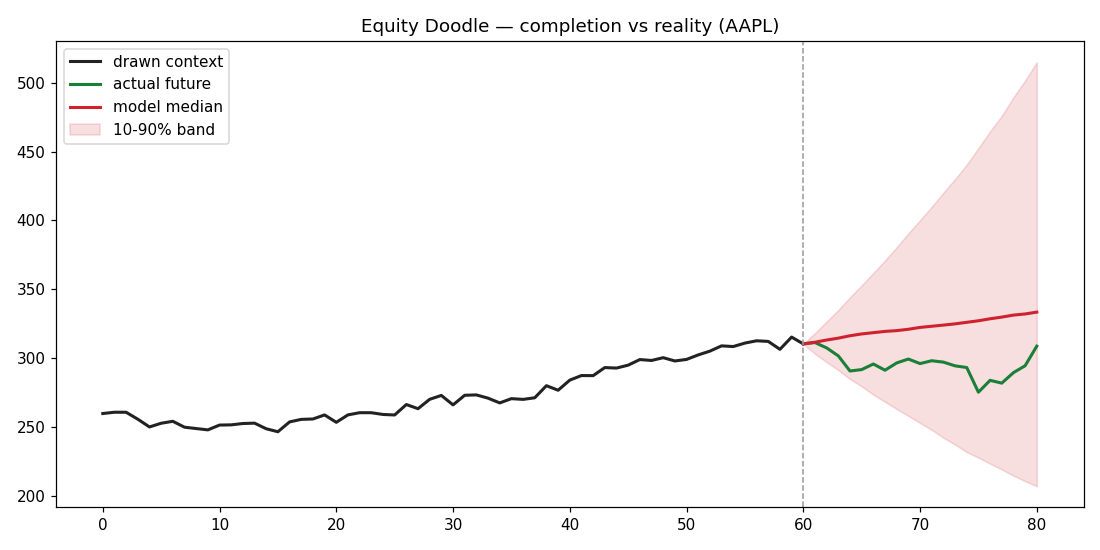 Equity Doodle — completion vs reality (AAPL)
drawn context
actual future
model median
10-90% band
500
450
400
350
300
250
200
0 10 20 30 40 50 60 70 80